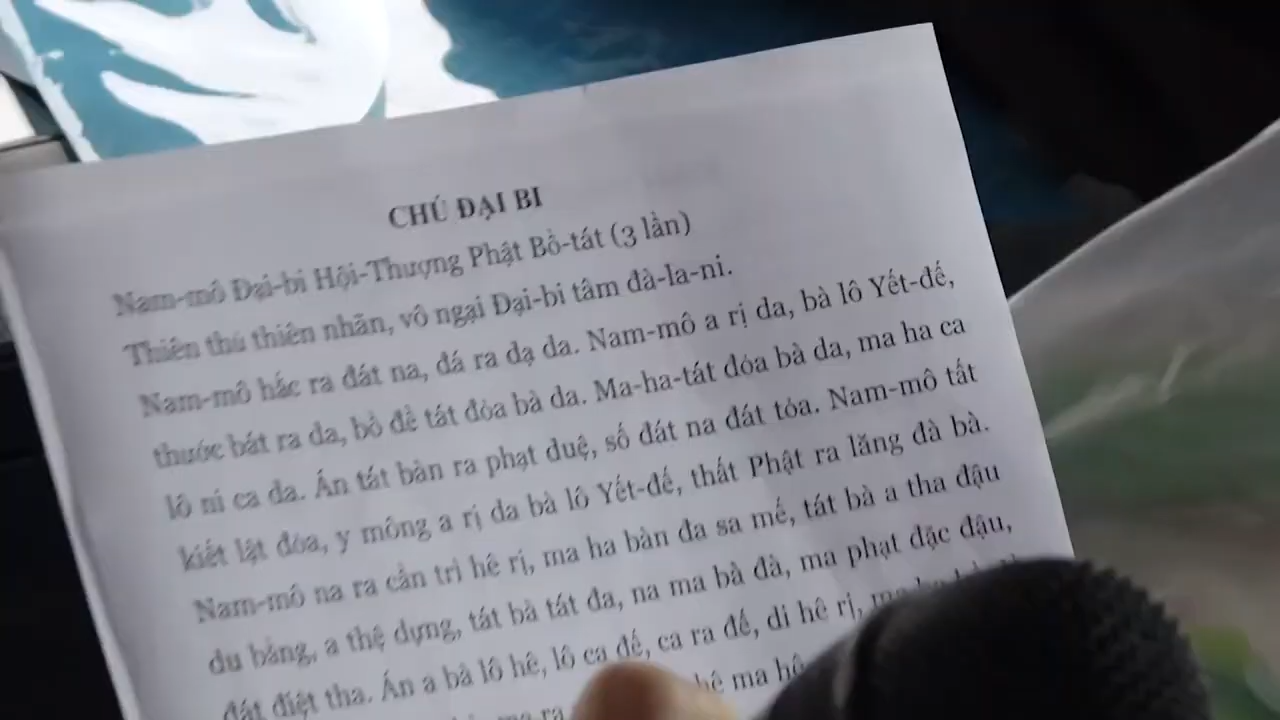 CHÚ ĐẠI BI
Nam-mô Đại-bi Hội-Thượng Phật Bồ-tát (3 lần)
Thiên thủ thiên nhãn, vô ngại Đại-bi tâm đà-la-ni.
Nam-mô hắc ra đát na, đá ra dạ da. Nam-mô a rị da, bà lô Yết-đế,
thước bát ra da, bồ đề tát đỏa bà da. Ma-ha-tát đỏa bà da, ma ha ca
lô ni ca da. Án tát bàn ra phạt duệ, số đát na đát tỏa. Nam-mô tất
kiết lật đỏa, y mông a rị da bà lô Yết-đế, thất Phật ra lăng đà bà.
Nam-mô na ra cẩn trì hê rị, ma ha bàn đa sa mế, tát bà a tha đậu
du bằng, a thệ dựng, tát bà tát đa, na ma bà đà, ma phạt đặc đậu,
đát điệt tha. Án a bà lô hê, lô ca đế, ca ra đế, di hê rị,
hê ma hô
ra